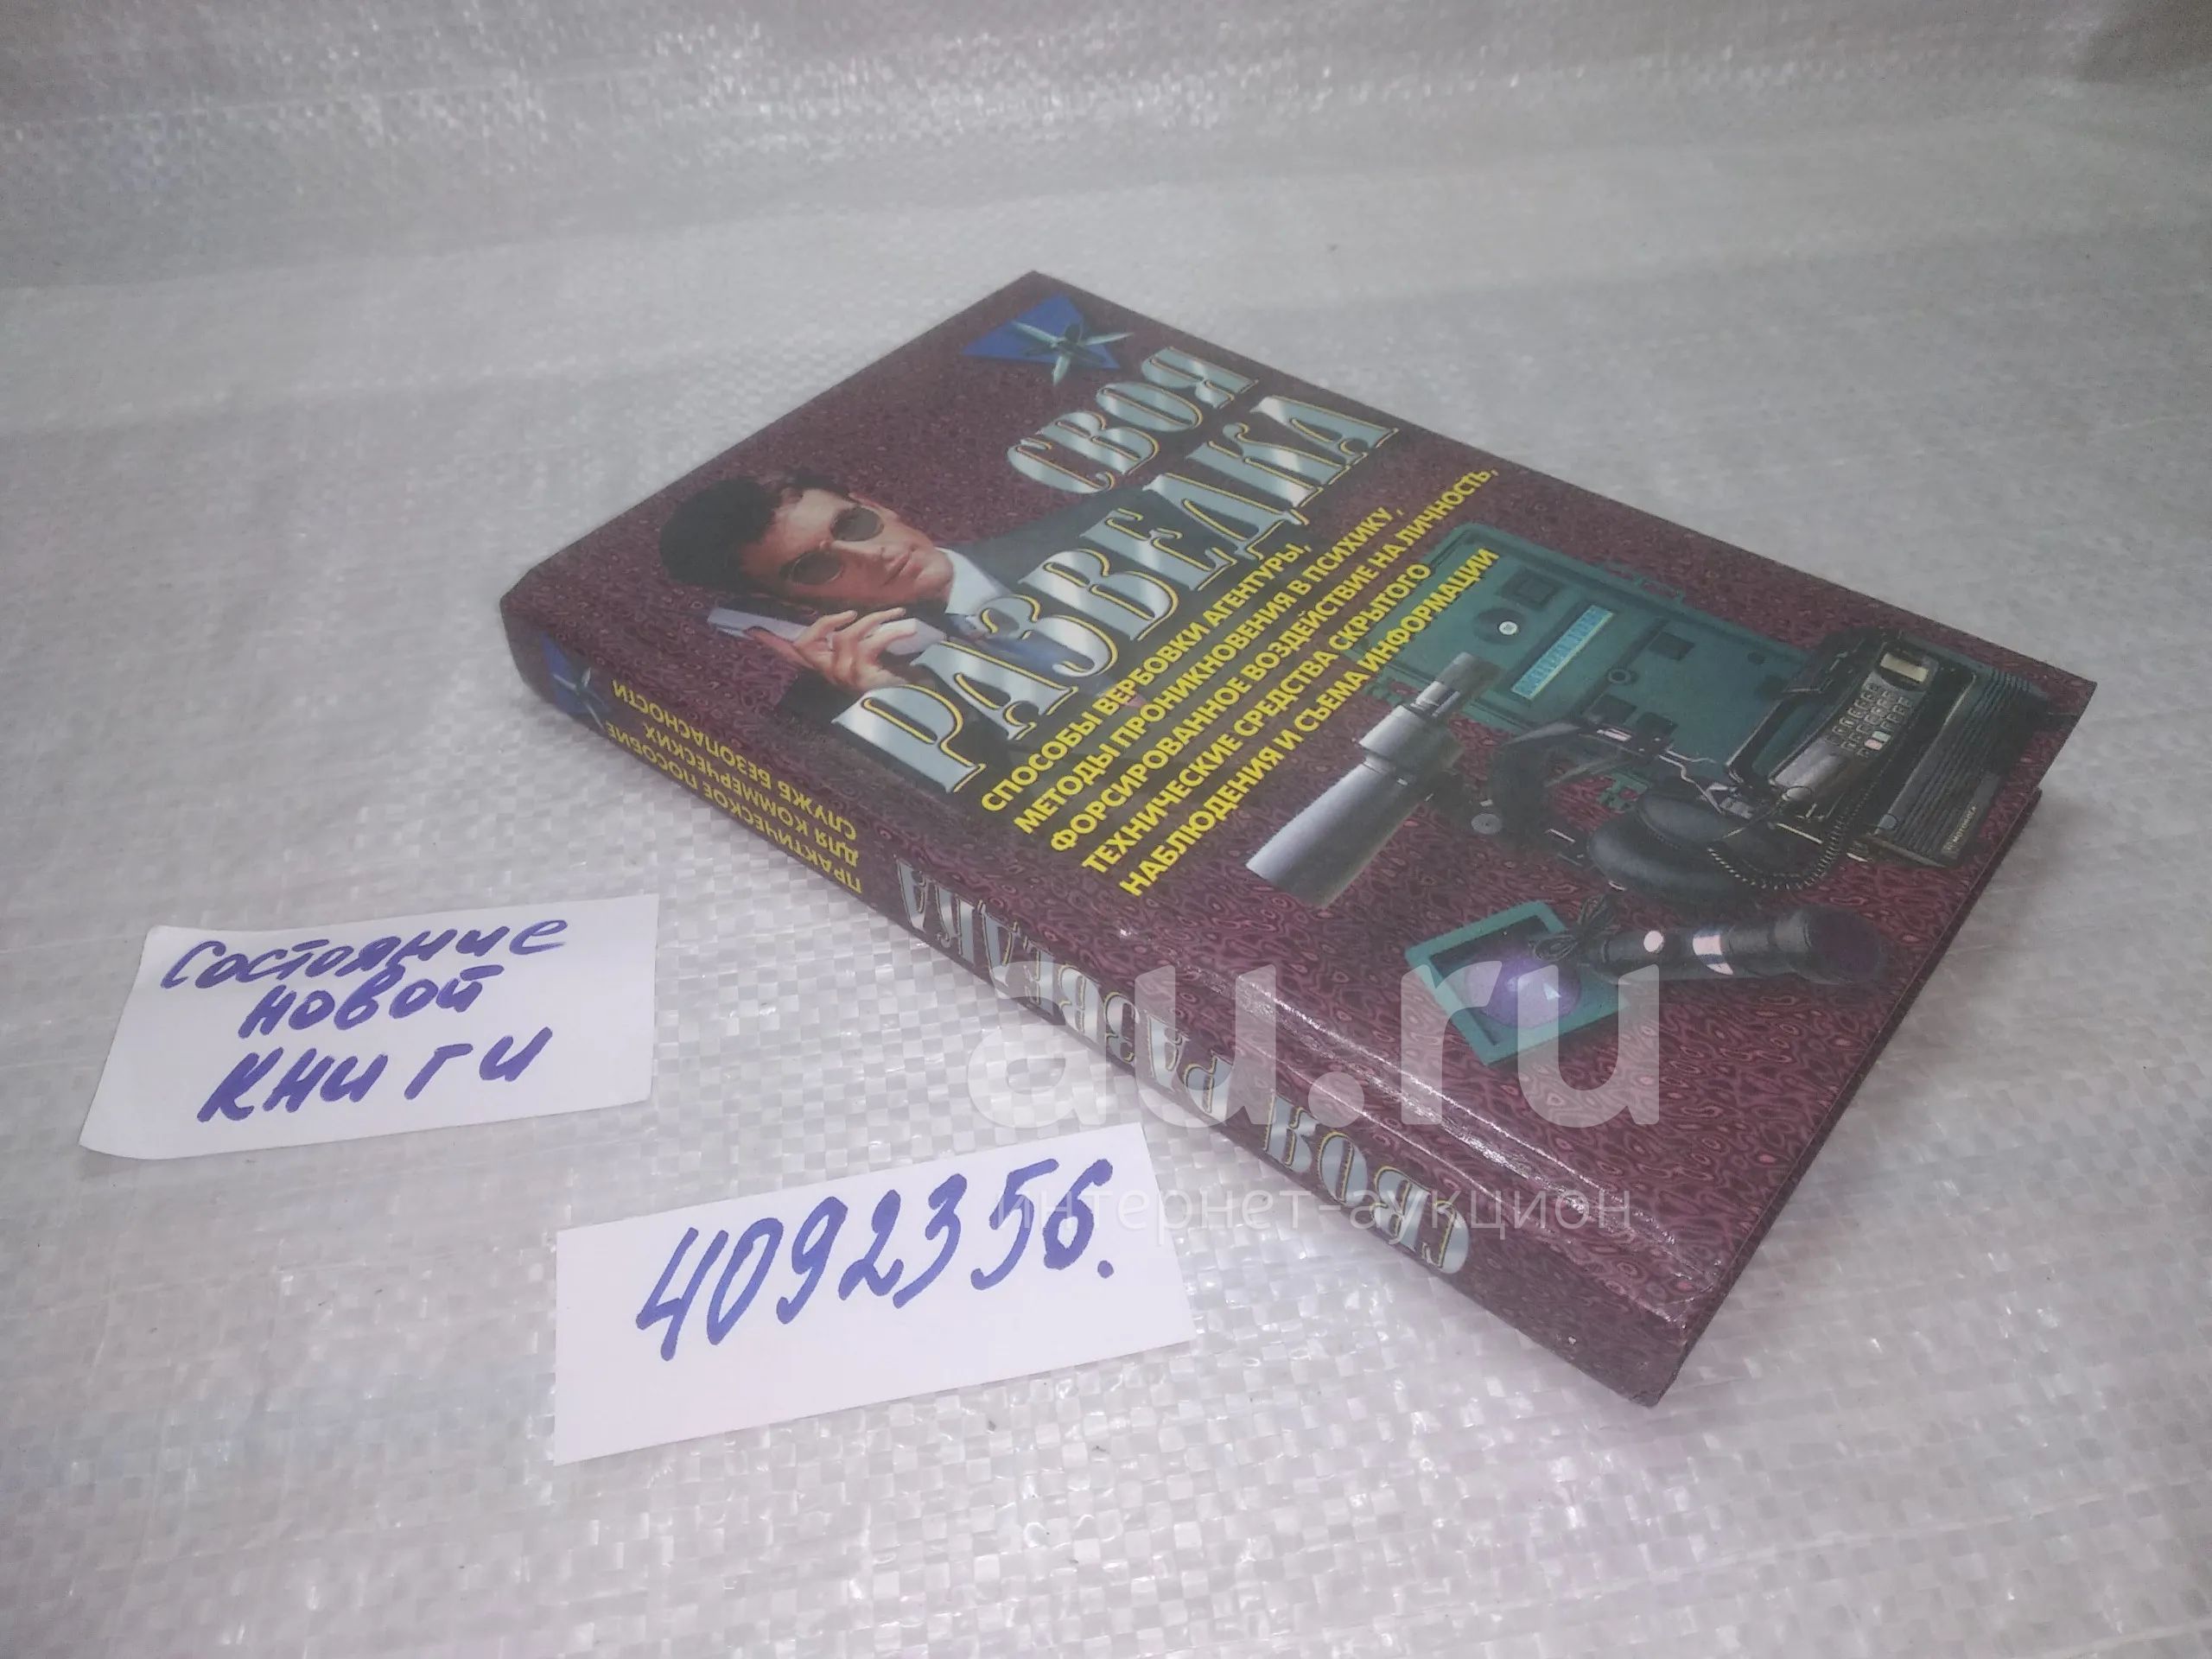 СВОЯ
РАЗВЕДКА
СПОСОБЫ ВЕРБОВКИ АГЕНТУРЫ,
МЕТОДЫ ПРОНИКНОВЕНИЯ В ПСИХИКУ,
ФОРСИРОВАННОЕ ВОЗДЕЙСТВИЕ НА ЛИЧНОСТЬ,
ТЕХНИЧЕСКИЕ СРЕДСТВА СКРЫТОГО
НАБЛЮДЕНИЯ И СЪЕМА ИНФОРМАЦИИ
СВОЯ РАЗВЕДКА
ПРАКТИЧЕСКОЕ ПОСОБИЕ
ДЛЯ КОММЕРЧЕСКИХ
СЛУЖБ БЕЗОПАСНОСТИ
Состояние
новой
книги
4092356.
au.ru
интернет-аукцион